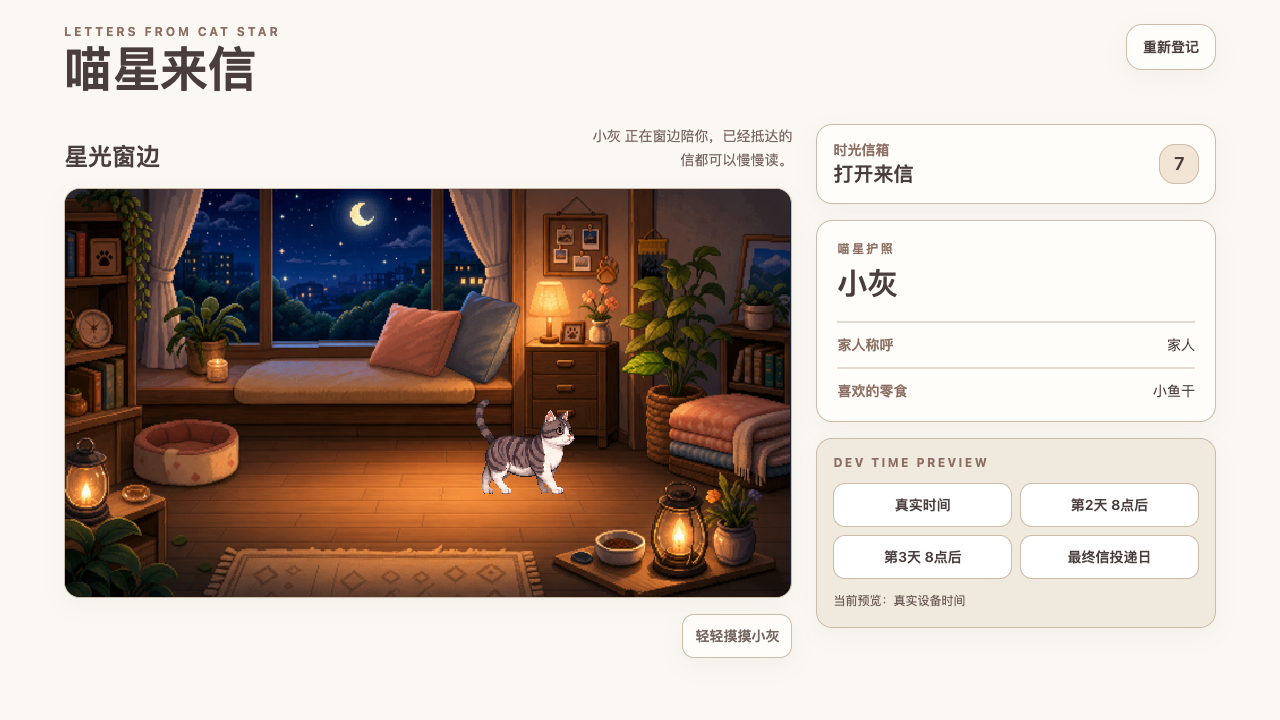 LETTERS FROM CAT STAR
喵星来信
重新登记
星光窗边
小灰 正在窗边陪你，已经抵达的
信都可以慢慢读。
轻轻摸摸小灰
时光信箱
打开来信
7
喵星护照
小灰
家人称呼 家人
喜欢的零食 小鱼干
DEV TIME PREVIEW
真实时间 第2天 8点后
第3天 8点后 最终信投递日
当前预览：真实设备时间